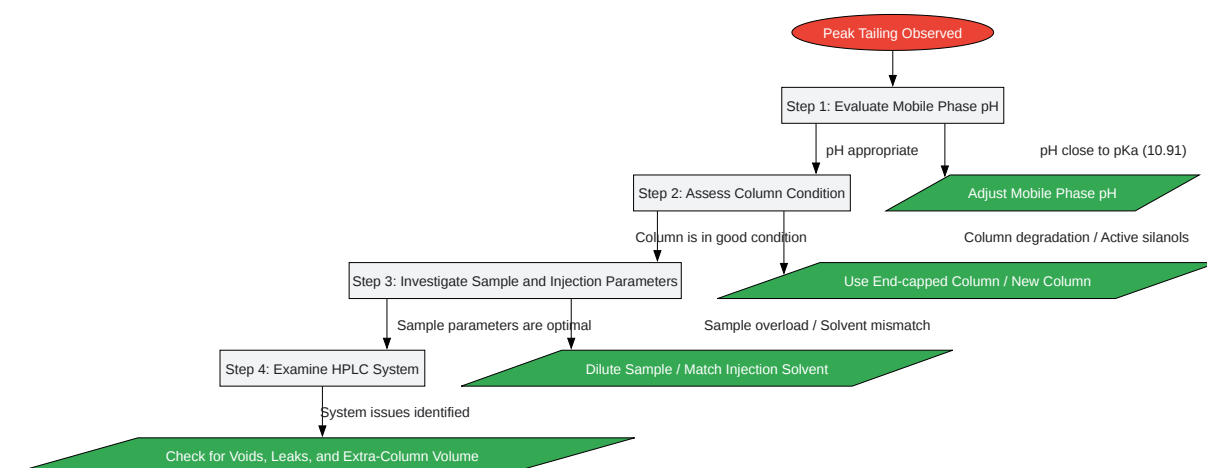 Peak Tailing Observed
Step 1: Evaluate Mobile Phase pH
pH appropriate
pH close to pKa (10.91)
Step 2: Assess Column Condition
Adjust Mobile Phase pH
Column is in good condition
Column degradation / Active silanols
Step 3: Investigate Sample and Injection Parameters
Use End-capped Column / New Column
Sample parameters are optimal
Sample overload / Solvent mismatch
Step 4: Examine HPLC System
Dilute Sample / Match Injection Solvent
System issues identified
Check for Voids, Leaks, and Extra-Column Volume